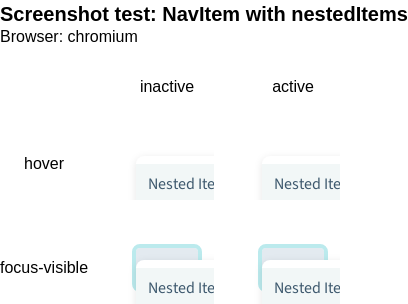 Screenshot test: NavItem with nestedItems
Browser: chromium
inactive active
hover Nested Ite Nested Ite
focus-visible Nested Ite Nested Ite